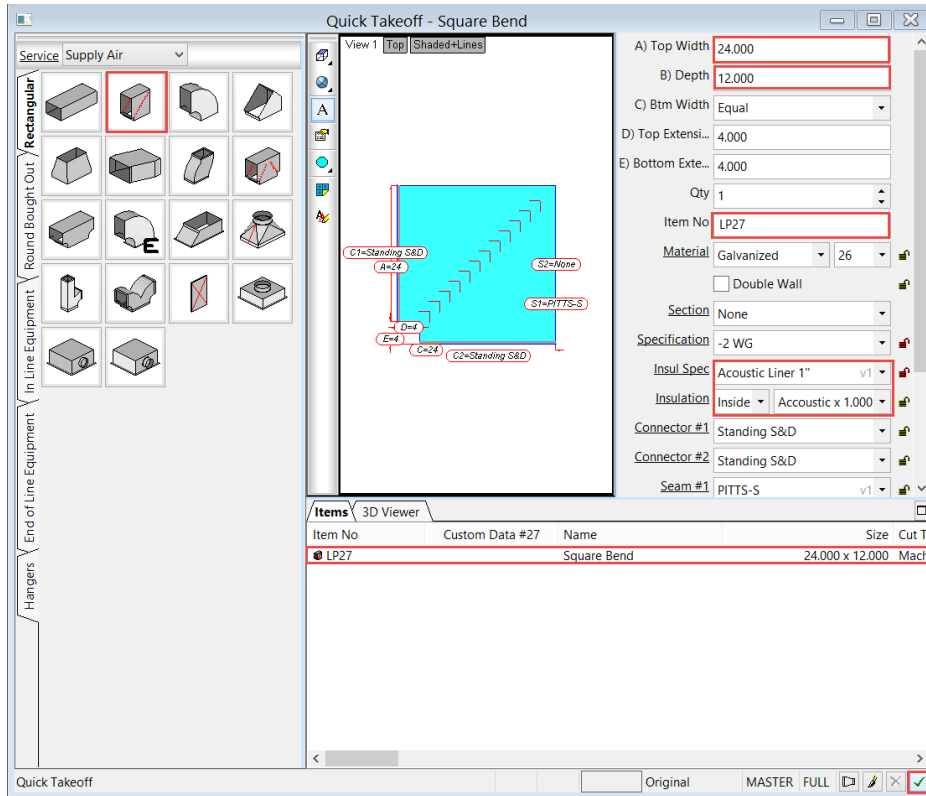 Quick Takeoff - Square Bend
Service Supply Air
Rectangular
Round Bought Out
In Line Equipment
End of Line Equipment
Hangers
E
A
View 1 Top Shaded+Lines
C1=Standing S&D
A=24
S2=None
S1=PITTS-S
D=4
E=4
C=24
C2=Standing S&D
A) Top Width 24.000
B) Depth 12.000
C) Btm Width Equal
D) Top Extensi... 4.000
E) Bottom Exte... 4.000
Qty 1
Item No LP27
Material Galvanized 26
Double Wall
Section None
Specification -2 WG
Insul Spec Acoustic Liner 1" v1
Insulation Inside Accoustic x 1.000
Connector #1 Standing S&D
Connector #2 Standing S&D
Seam #1 PITTS-S v1
Items 3D Viewer
Item No Custom Data #27 Name Size Cut T
LP27 Square Bend 24.000 x 12.000 Mach
Quick Takeoff Original MASTER FULL